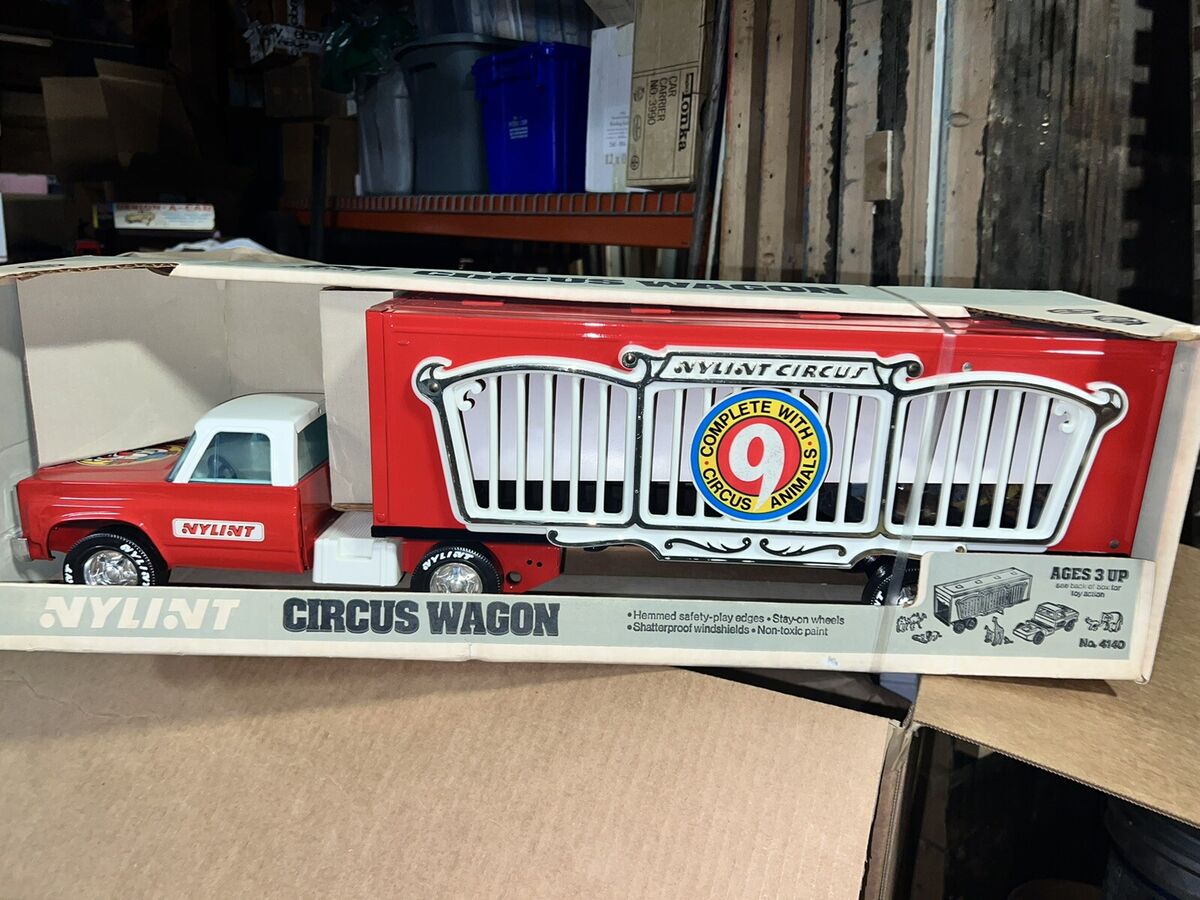 Tonka
CAR
CARRIER
NO. 3990
CIRCUS WAGON
NYLINT CIRCUS
COMPLETE WITH
9
CIRCUS ANIMALS
NYLINT
NYLINT
NYLINT
NYLINT CIRCUS WAGON
•Hemmed safety-play edges •Stay-on wheels
•Shatterproof windshields •Non-toxic paint
AGES 3 UP
see back of box for
toy action
No. 4140